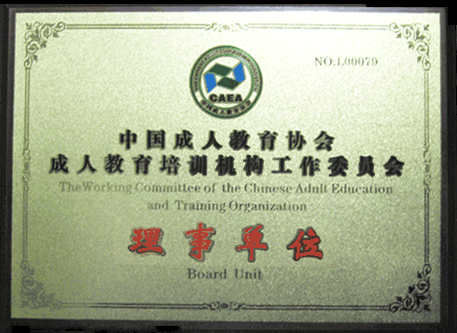 NO:L00079
CAEA
中国成人教育协会
成人教育培训机构工作委员会
The Working Committee of the Chinese Adult Education
and Training Organization
理事单位
Board Unit